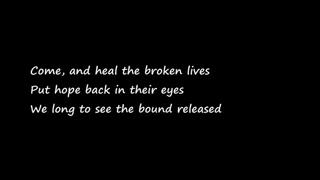 Come, and heal the broken lives
Put hope back in their eyes
We long to see the bound released